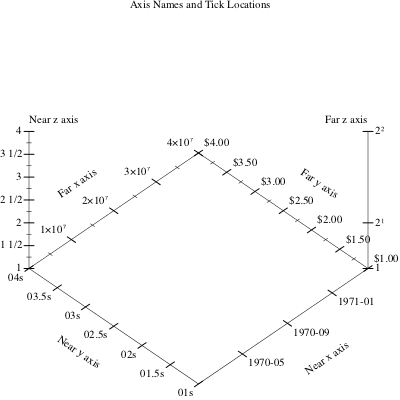 Axis Names and Tick Locations
Near z axis
Far z axis
4
3 1/2
3
2 1/2
2
1 1/2
1
2²
2¹
1
Far x axis
1×10⁷
2×10⁷
3×10⁷
4×10⁷
Far y axis
$4.00
$3.50
$3.00
$2.50
$2.00
$1.50
$1.00
Near y axis
04s
03.5s
03s
02.5s
02s
01.5s
01s
Near x axis
1970-05
1970-09
1971-01